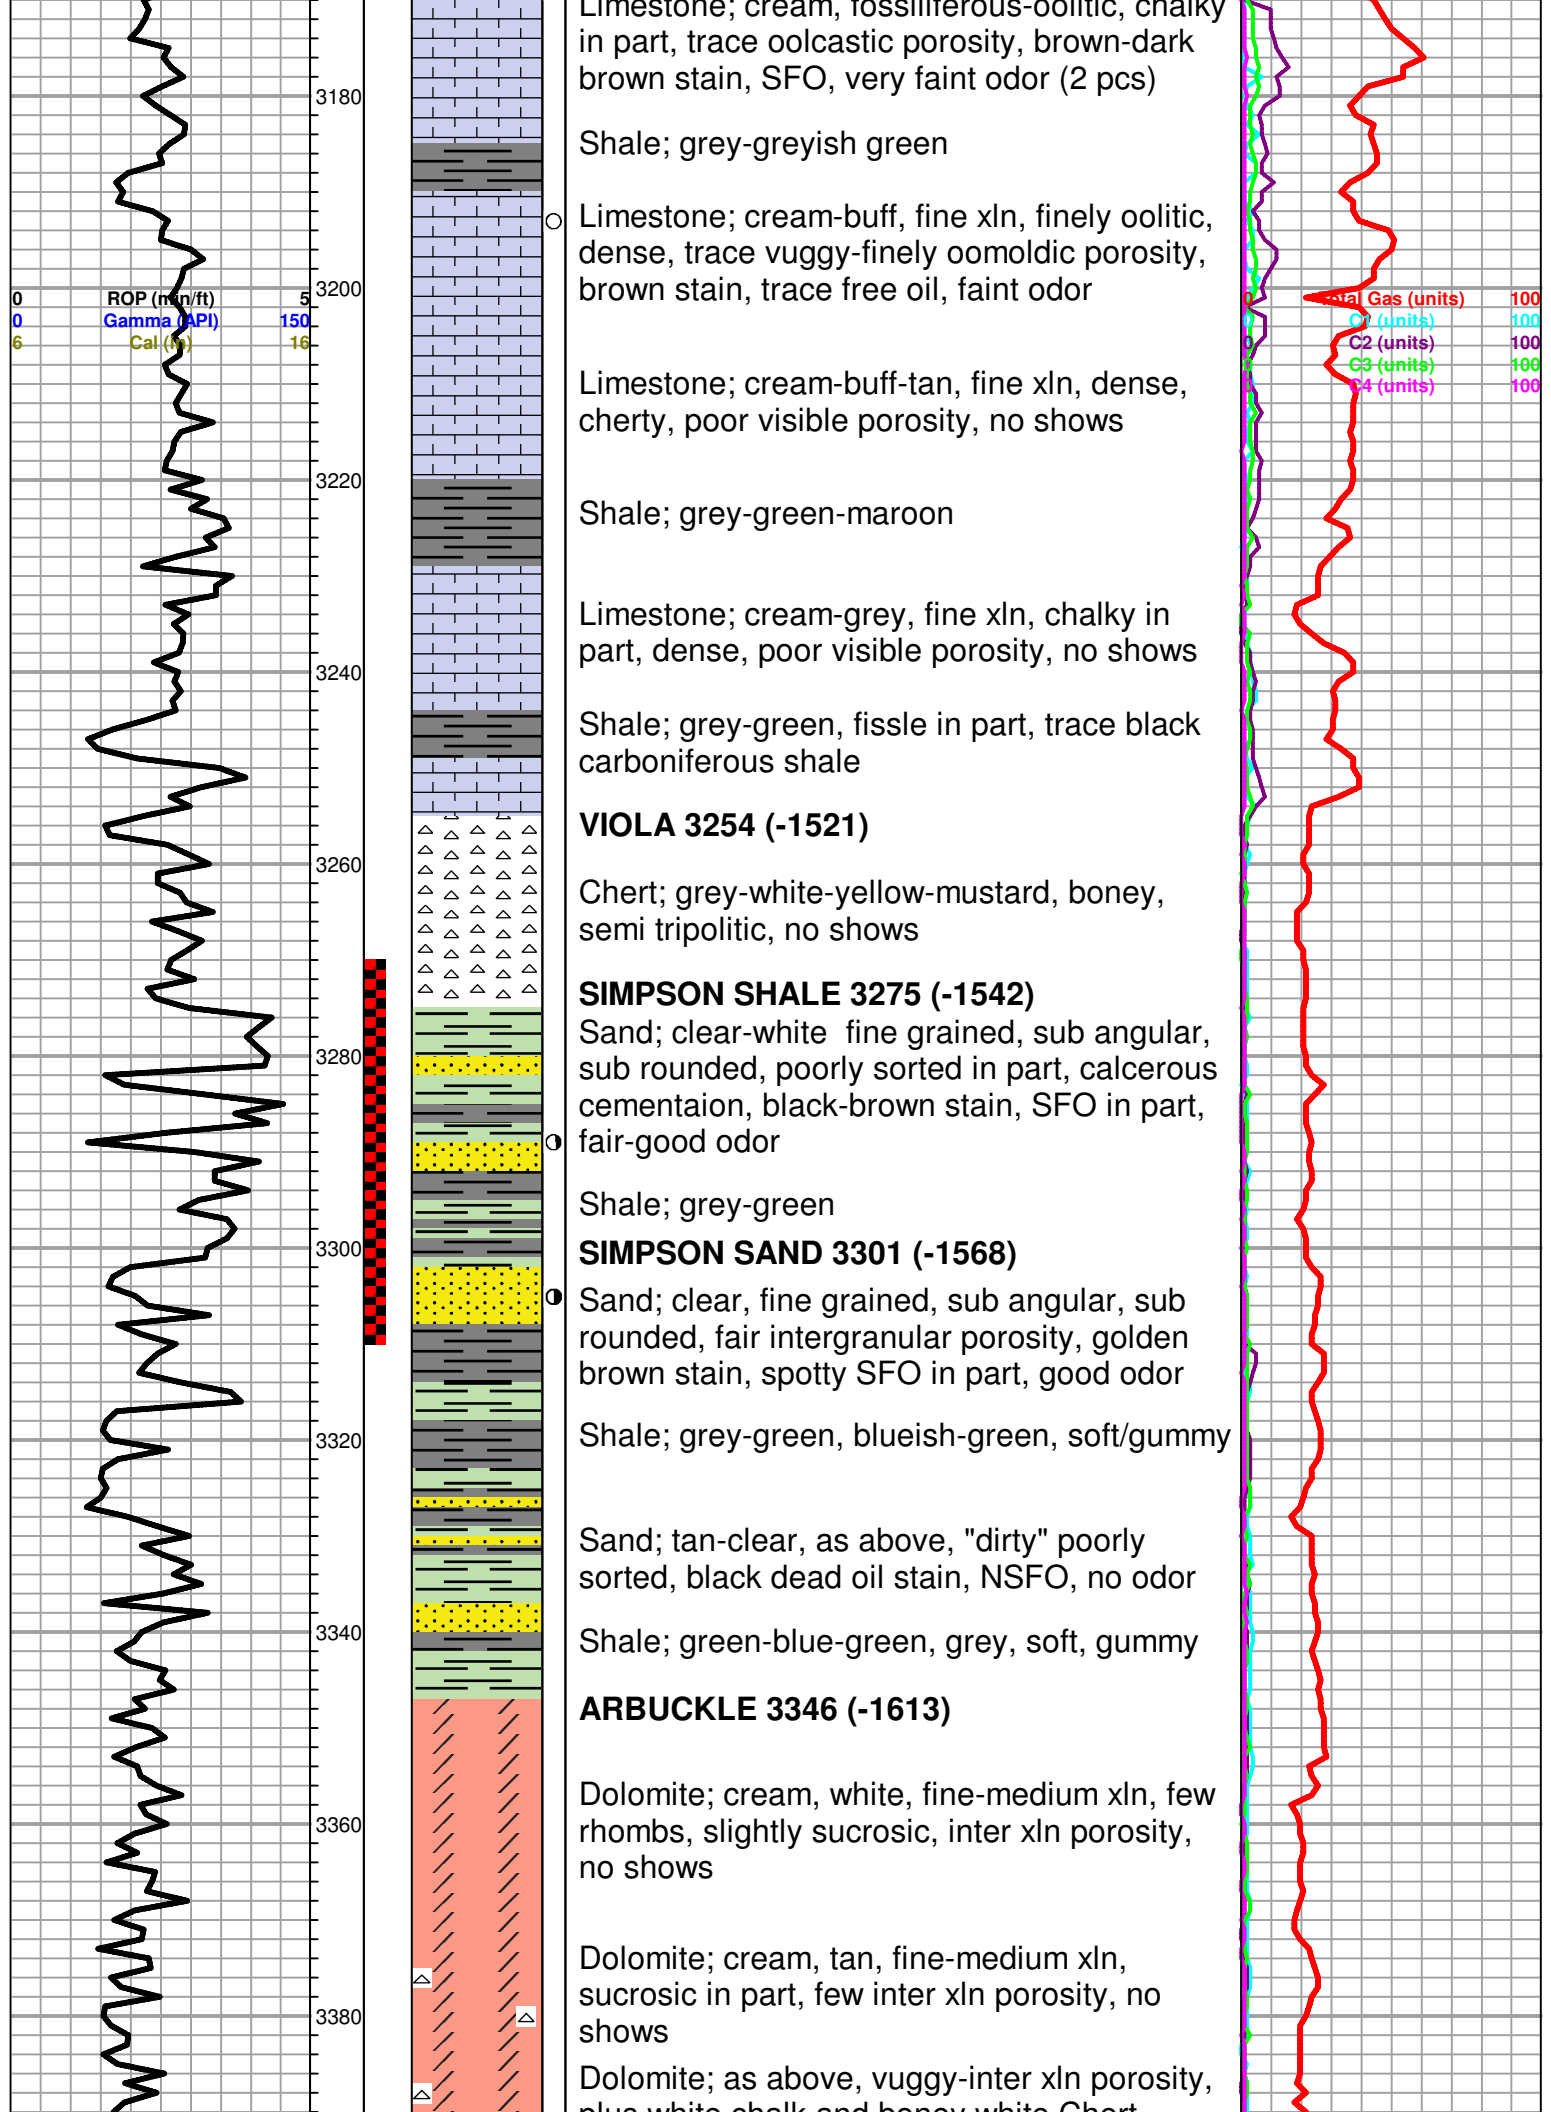 Limestone; cream, fossiliferous-oolitic, chalky
in part, trace oolcastic porosity, brown-dark
brown stain, SFO, very faint odor (2 pcs)
3180
Shale; grey-greyish green
Limestone; cream-buff, fine xln, finely oolitic,
dense, trace vuggy-finely oomoldic porosity,
brown stain, trace free oil, faint odor
3200
0 ROP (min/ft) 5
0 Gamma (API) 150
6 Cal (in) 16
0 Total Gas (units) 100
0 C1 (units) 100
0 C2 (units) 100
0 C3 (units) 100
0 C4 (units) 100
Limestone; cream-buff-tan, fine xln, dense,
cherty, poor visible porosity, no shows
3220
Shale; grey-green-maroon
Limestone; cream-grey, fine xln, chalky in
part, dense, poor visible porosity, no shows
3240
Shale; grey-green, fissle in part, trace black
carboniferous shale
VIOLA 3254 (-1521)
3260
Chert; grey-white-yellow-mustard, boney,
semi tripolitic, no shows
SIMPSON SHALE 3275 (-1542)
Sand; clear-white fine grained, sub angular,
3280
sub rounded, poorly sorted in part, calcerous
cementaion, black-brown stain, SFO in part,
fair-good odor
Shale; grey-green
3300
SIMPSON SAND 3301 (-1568)
Sand; clear, fine grained, sub angular, sub
rounded, fair intergranular porosity, golden
brown stain, spotty SFO in part, good odor
3320
Shale; grey-green, blueish-green, soft/gummy
Sand; tan-clear, as above, "dirty" poorly
sorted, black dead oil stain, NSFO, no odor
3340
Shale; green-blue-green, grey, soft, gummy
ARBUCKLE 3346 (-1613)
Dolomite; cream, white, fine-medium xln, few
3360
rhombs, slightly sucrosic, inter xln porosity,
no shows
Dolomite; cream, tan, fine-medium xln,
sucrosic in part, few inter xln porosity, no
3380
shows
Dolomite; as above, vuggy-inter xln porosity,
plus white chalk and boney white Chert